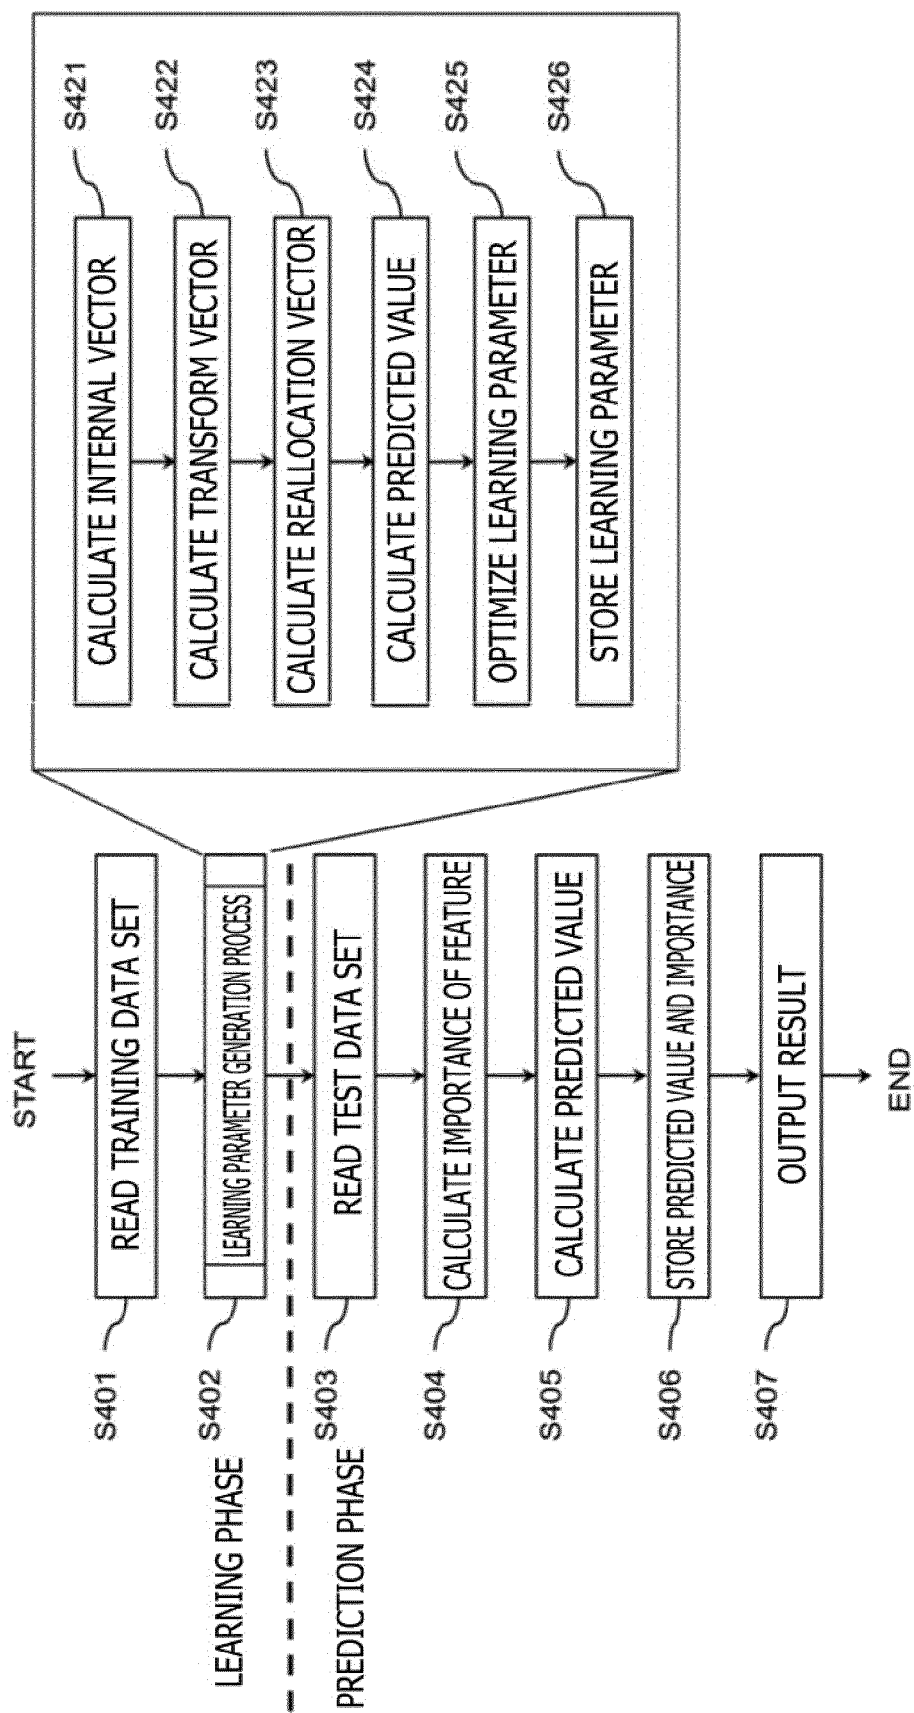 START
READ TRAINING DATA SET
S401
LEARNING PARAMETER GENERATION PROCESS
S402
LEARNING PHASE
PREDICTION PHASE
READ TEST DATA SET
S403
CALCULATE IMPORTANCE OF FEATURE
S404
CALCULATE PREDICTED VALUE
S405
STORE PREDICTED VALUE AND IMPORTANCE
S406
OUTPUT RESULT
S407
END
CALCULATE INTERNAL VECTOR
S421
CALCULATE TRANSFORM VECTOR
S422
CALCULATE REALLOCATION VECTOR
S423
CALCULATE PREDICTED VALUE
S424
OPTIMIZE LEARNING PARAMETER
S425
STORE LEARNING PARAMETER
S426